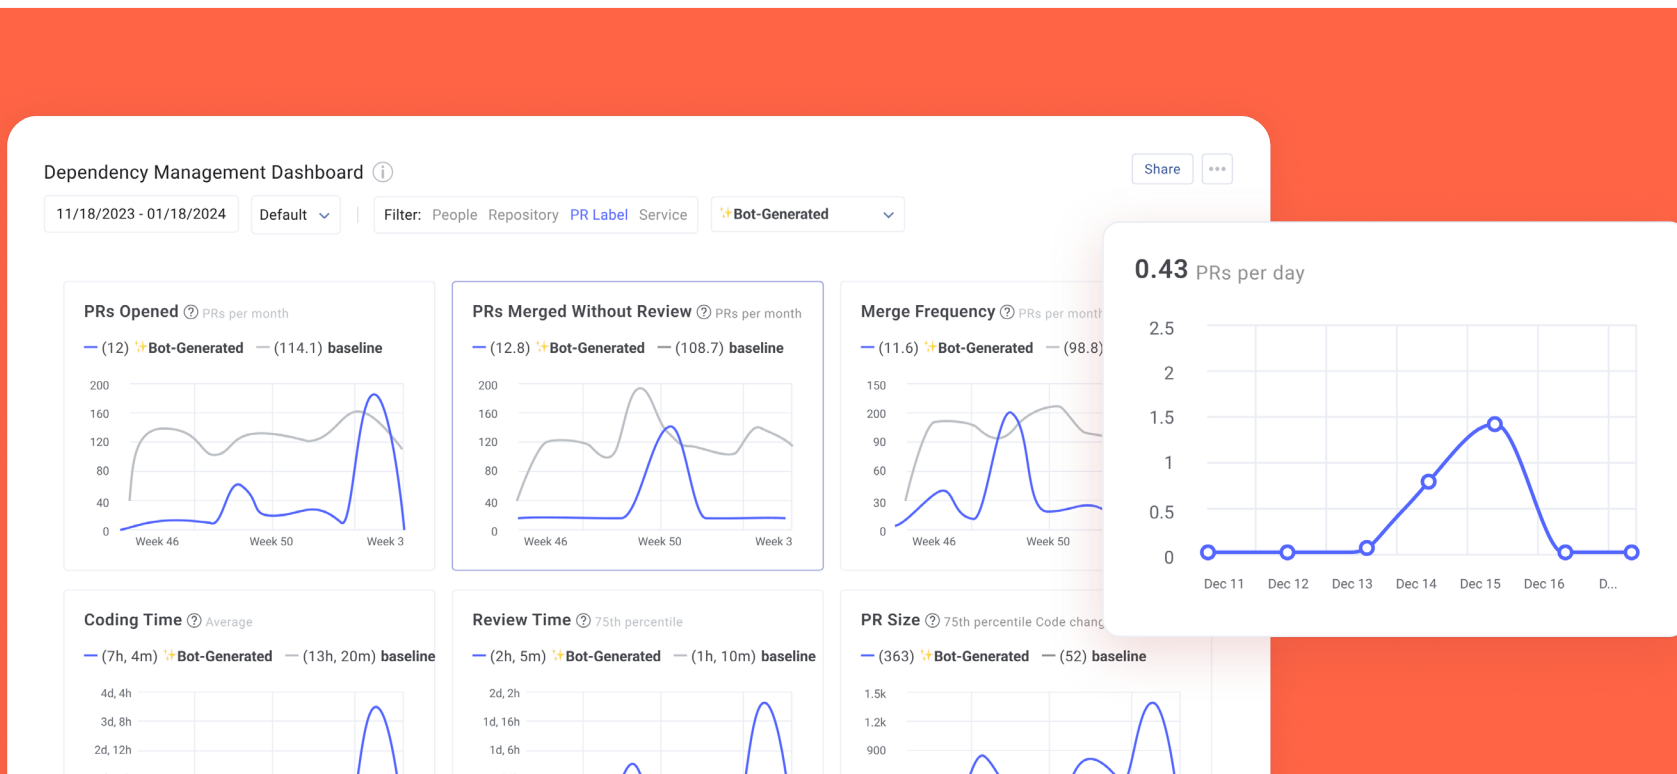 Dependency Management Dashboard
Share
11/18/2023 - 01/18/2024
Default
Filter: People Repository PR Label Service
✨Bot-Generated
PRs Opened ? PRs per month
(12) ✨Bot-Generated (114.1) baseline
200
160
120
80
40
0
Week 46 Week 50 Week 3
PRs Merged Without Review ? PRs per month
(12.8) ✨Bot-Generated (108.7) baseline
200
160
120
80
40
0
Week 46 Week 50 Week 3
Merge Frequency ? PRs per month
(11.6) ✨Bot-Generated (98.8)
150
200
90
60
30
0
Week 46 Week 50
0.43 PRs per day
2.5
2
1.5
1
0.5
0
Dec 11 Dec 12 Dec 13 Dec 14 Dec 15 Dec 16 D...
Coding Time ? Average
(7h, 4m) ✨Bot-Generated (13h, 20m) baseline
4d, 4h
3d, 8h
2d, 12h
Review Time ? 75th percentile
(2h, 5m) ✨Bot-Generated (1h, 10m) baseline
2d, 2h
1d, 16h
1d, 6h
PR Size ? 75th percentile Code chang
(363) ✨Bot-Generated (52) baseline
1.5k
1.2k
900